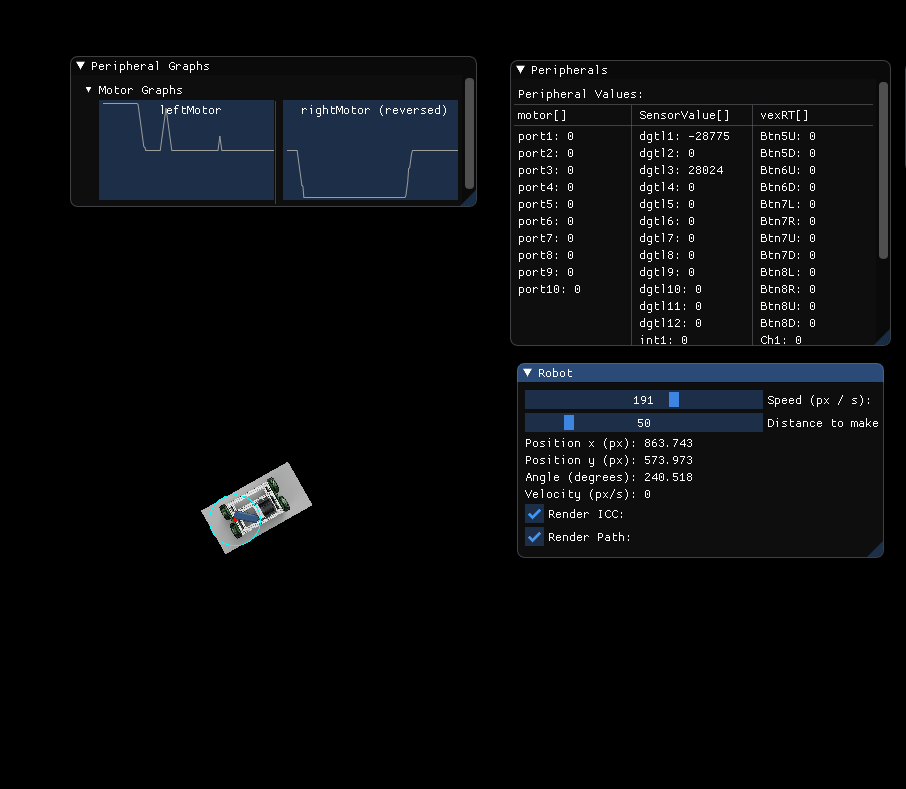 Peripheral Graphs
Motor Graphs
leftMotor
rightMotor (reversed)
Peripherals
Peripheral Values:
motor[] SensorValue[] vexRT[]
port1: 0 dgtl1: -28775 Btn5U: 0
port2: 0 dgtl2: 0 Btn5D: 0
port3: 0 dgtl3: 28024 Btn6U: 0
port4: 0 dgtl4: 0 Btn6D: 0
port5: 0 dgtl5: 0 Btn7L: 0
port6: 0 dgtl6: 0 Btn7R: 0
port7: 0 dgtl7: 0 Btn7U: 0
port8: 0 dgtl8: 0 Btn7D: 0
port9: 0 dgtl9: 0 Btn8L: 0
port10: 0 dgtl10: 0 Btn8R: 0
dgtl11: 0 Btn8U: 0
dgtl12: 0 Btn8D: 0
int1: 0 Ch1: 0
Robot
191 Speed (px / s):
50 Distance to make
Position x (px): 863.743
Position y (px): 573.973
Angle (degrees): 240.518
Velocity (px/s): 0
Render ICC:
Render Path: